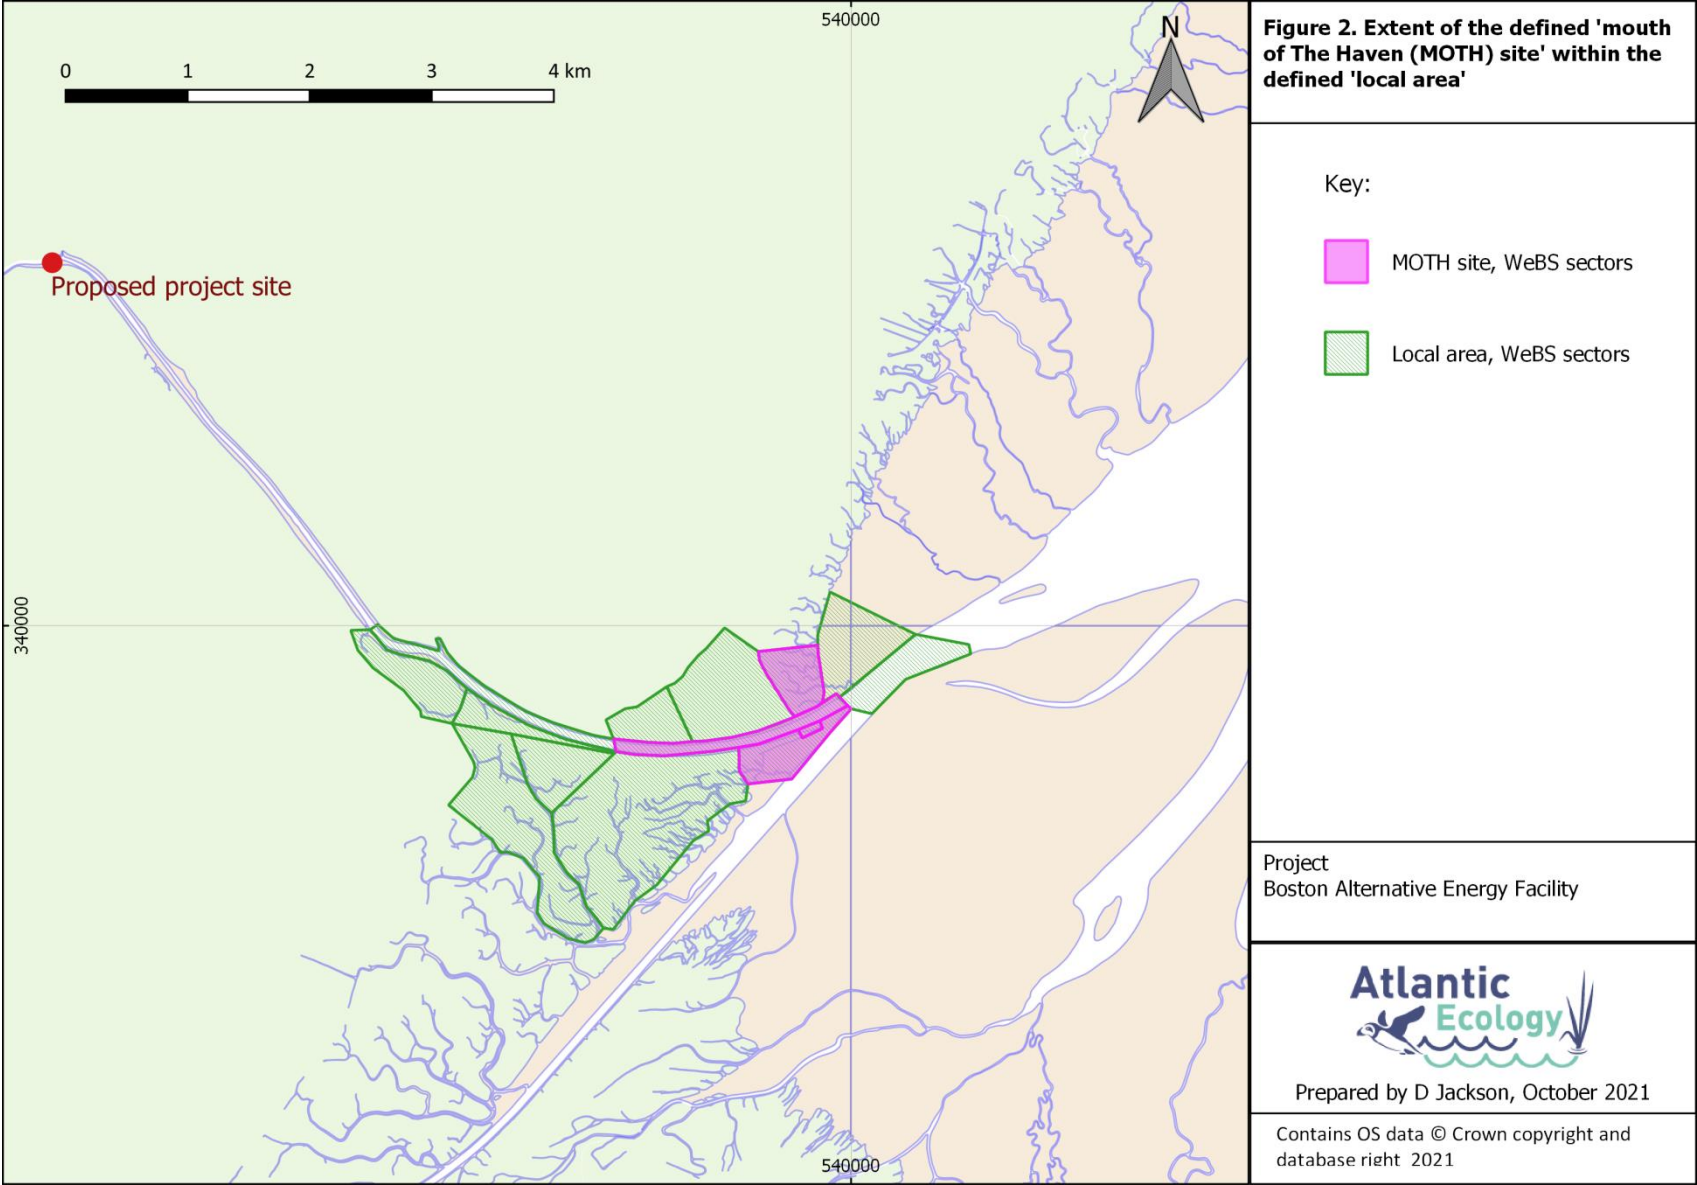 540000
N
0 1 2 3 4 km
Proposed project site
340000
540000
Figure 2. Extent of the defined 'mouth
of The Haven (MOTH) site' within the
defined 'local area'
Key:
MOTH site, WeBS sectors
Local area, WeBS sectors
Project
Boston Alternative Energy Facility
Atlantic
Ecology
Prepared by D Jackson, October 2021
Contains OS data © Crown copyright and
database right 2021